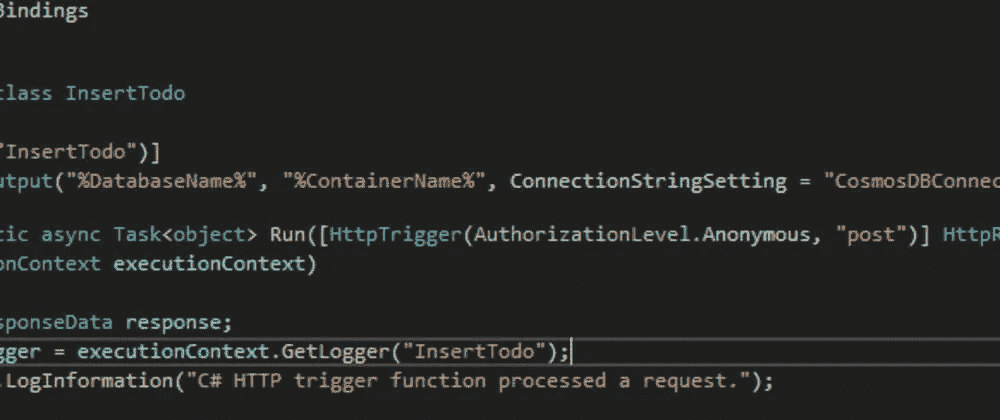 Bindings
class InsertTodo
"InsertTodo")]
utput("%DatabaseName%", "%ContainerName%", ConnectionStringSetting = "CosmosDBConnec
tic async Task<object> Run([HttpTrigger(AuthorizationLevel.Anonymous, "post")] HttpR
onContext executionContext)
sponseData response;
gger = executionContext.GetLogger("InsertTodo");
.LogInformation("C# HTTP trigger function processed a request.");